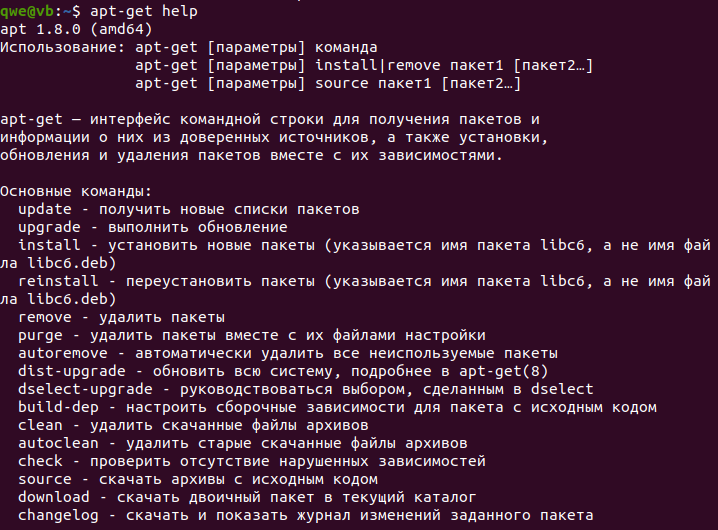 qwe@vb:~$ apt-get help
apt 1.8.0 (amd64)
Использование: apt-get [параметры] команда
apt-get [параметры] install|remove пакет1 [пакет2…]
apt-get [параметры] source пакет1 [пакет2…]
apt-get — интерфейс командной строки для получения пакетов и
информации о них из доверенных источников, а также установки,
обновления и удаления пакетов вместе с их зависимостями.
Основные команды:
update - получить новые списки пакетов
upgrade - выполнить обновление
install - установить новые пакеты (указывается имя пакета libc6, а не имя фай
ла libc6.deb)
reinstall - переустановить пакеты (указывается имя пакета libc6, а не имя фай
ла libc6.deb)
remove - удалить пакеты
purge - удалить пакеты вместе с их файлами настройки
autoremove - автоматически удалить все неиспользуемые пакеты
dist-upgrade - обновить всю систему, подробнее в apt-get(8)
dselect-upgrade - руководствоваться выбором, сделанным в dselect
build-dep - настроить сборочные зависимости для пакета с исходным кодом
clean - удалить скачанные файлы архивов
autoclean - удалить старые скачанные файлы архивов
check - проверить отсутствие нарушенных зависимостей
source - скачать архивы с исходным кодом
download - скачать двоичный пакет в текущий каталог
changelog - скачать и показать журнал изменений заданного пакета